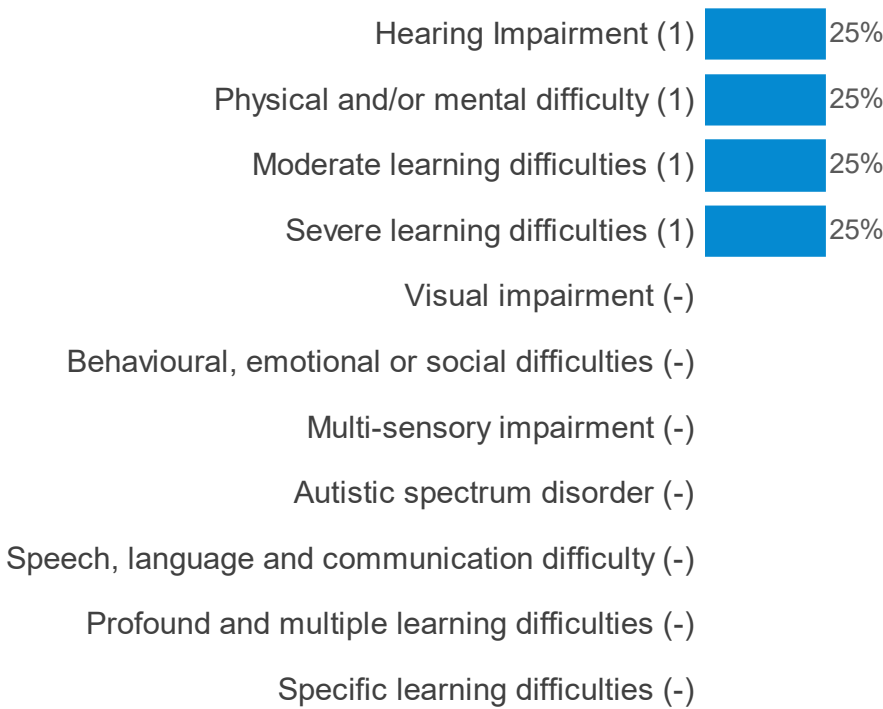 Hearing Impairment (1) 25%
Physical and/or mental difficulty (1) 25%
Moderate learning difficulties (1) 25%
Severe learning difficulties (1) 25%
Visual impairment (-)
Behavioural, emotional or social difficulties (-)
Multi-sensory impairment (-)
Autistic spectrum disorder (-)
Speech, language and communication difficulty (-)
Profound and multiple learning difficulties (-)
Specific learning difficulties (-)